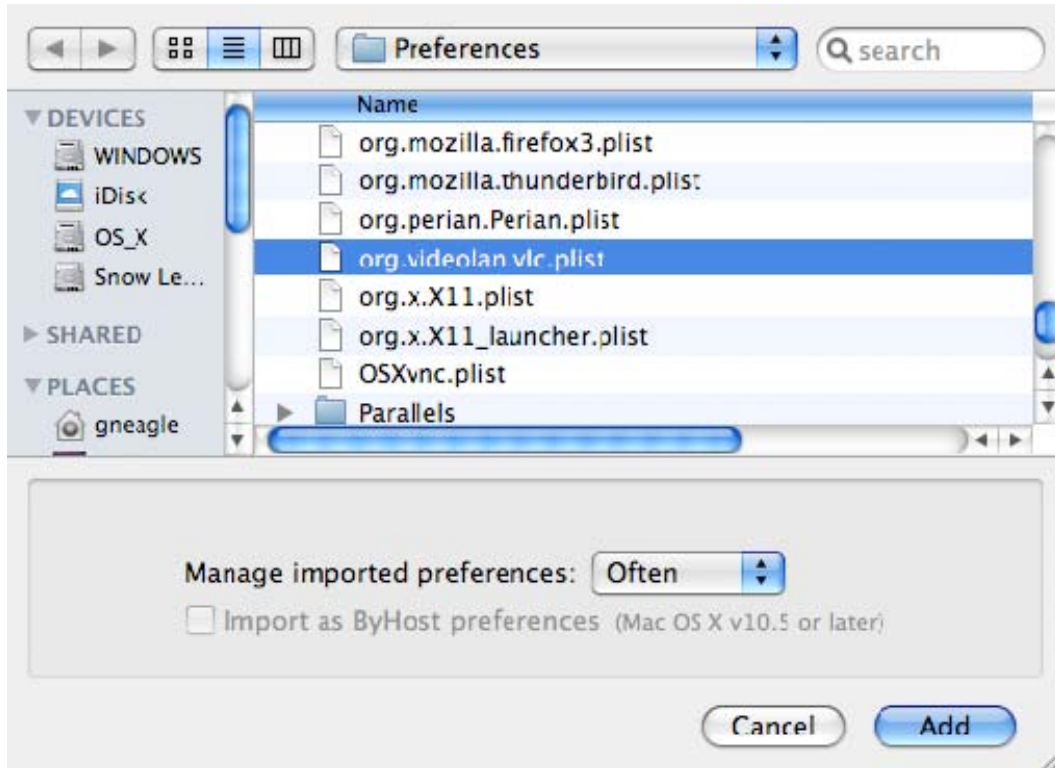 Preferences
search
DEVICES
WINDOWS
iDisk
OS_X
Snow Le...
SHARED
PLACES
gneagle
Name
org.mozilla.firefox3.plist
org.mozilla.thunderbird.plist
org.perian.Perian.plist
org.videolan.vlc.plist
org.x.X11.plist
org.x.X11_launcher.plist
OSXvnc.plist
Parallels
Manage imported preferences: Often
Import as ByHost preferences (Mac OS X v10.5 or later)
Cancel Add